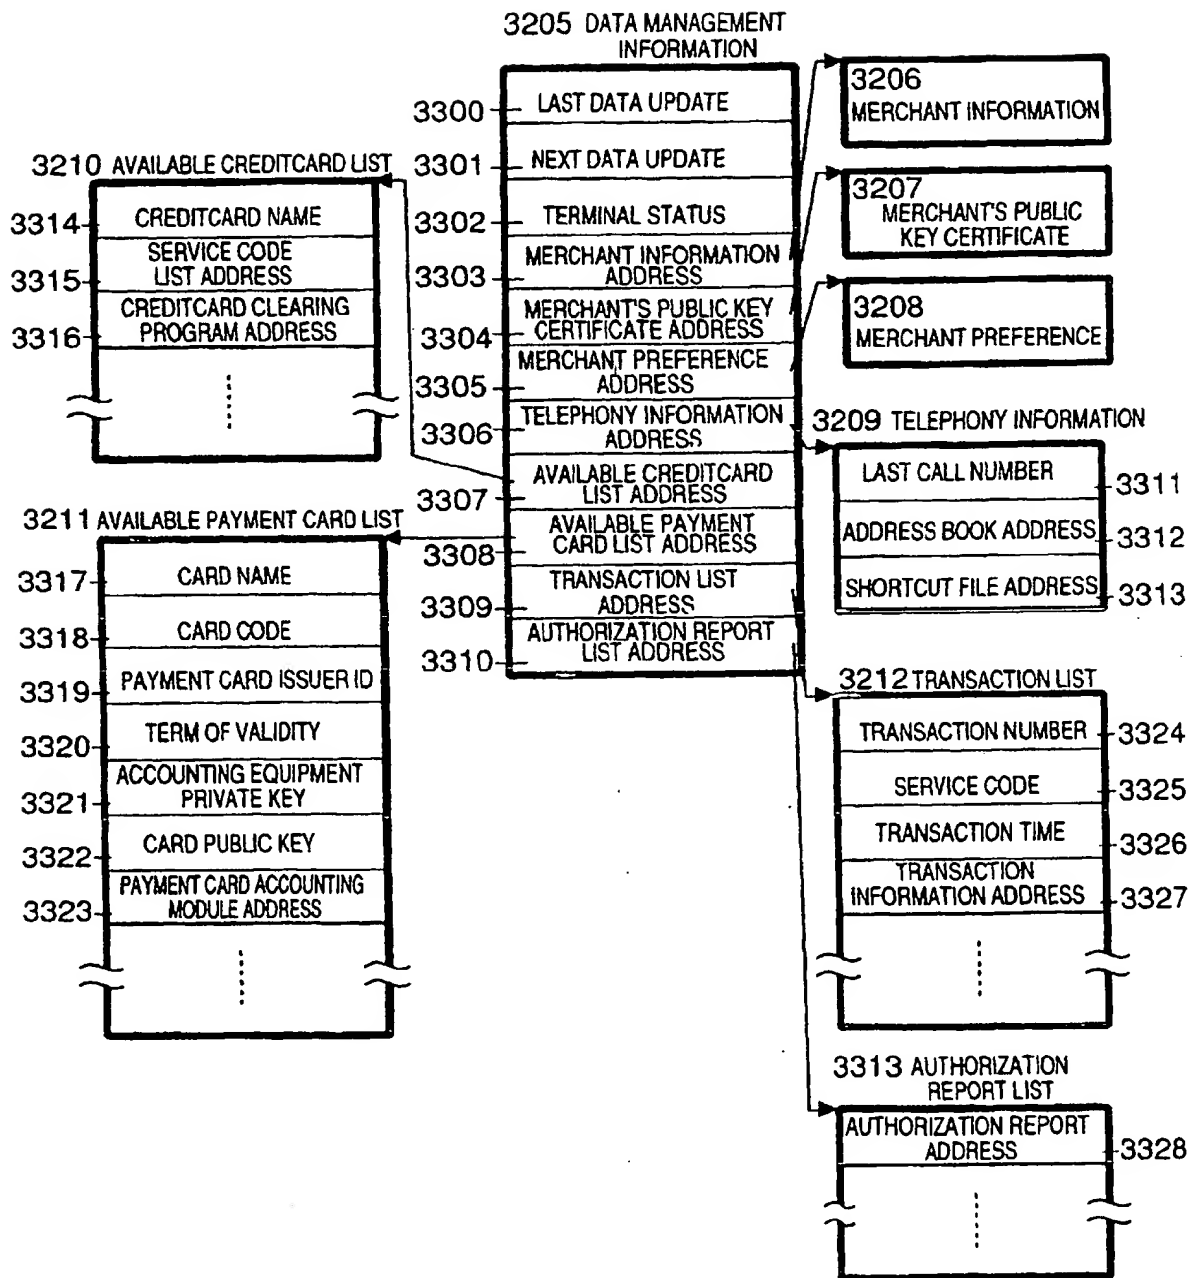 3205 DATA MANAGEMENT
INFORMATION
3300
LAST DATA UPDATE
3301
NEXT DATA UPDATE
3302
TERMINAL STATUS
3303
MERCHANT INFORMATION
ADDRESS
3304
MERCHANT'S PUBLIC KEY
CERTIFICATE ADDRESS
3305
MERCHANT PREFERENCE
ADDRESS
3306
TELEPHONY INFORMATION
ADDRESS
3307
AVAILABLE CREDITCARD
LIST ADDRESS
3308
AVAILABLE PAYMENT
CARD LIST ADDRESS
3309
TRANSACTION LIST
ADDRESS
3310
AUTHORIZATION REPORT
LIST ADDRESS
3210 AVAILABLE CREDITCARD LIST
3314
CREDITCARD NAME
3315
SERVICE CODE
LIST ADDRESS
3316
CREDITCARD CLEARING
PROGRAM ADDRESS
3211 AVAILABLE PAYMENT CARD LIST
3317
CARD NAME
3318
CARD CODE
3319
PAYMENT CARD ISSUER ID
3320
TERM OF VALIDITY
3321
ACCOUNTING EQUIPMENT
PRIVATE KEY
3322
CARD PUBLIC KEY
3323
PAYMENT CARD ACCOUNTING
MODULE ADDRESS
3206
MERCHANT INFORMATION
3207
MERCHANT'S PUBLIC
KEY CERTIFICATE
3208
MERCHANT PREFERENCE
3209 TELEPHONY INFORMATION
LAST CALL NUMBER
3311
ADDRESS BOOK ADDRESS
3312
SHORTCUT FILE ADDRESS
3313
3212 TRANSACTION LIST
TRANSACTION NUMBER
3324
SERVICE CODE
3325
TRANSACTION TIME
3326
TRANSACTION
INFORMATION ADDRESS
3327
3313 AUTHORIZATION
REPORT LIST
AUTHORIZATION REPORT
ADDRESS
3328